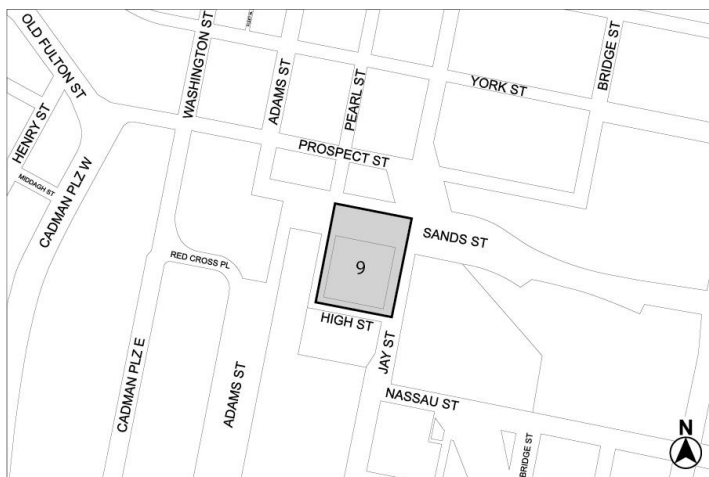 OLD FULTON ST
WASHINGTON ST
ADAMS ST
PEARL ST
YORK ST
BRIDGE ST
HENRY ST
PROSPECT ST
MIDDAGH ST
CADMAN PLZ W
SANDS ST
RED CROSS PL
9
HIGH ST
JAY ST
CADMAN PLZ E
ADAMS ST
NASSAU ST
BRIDGE ST
N